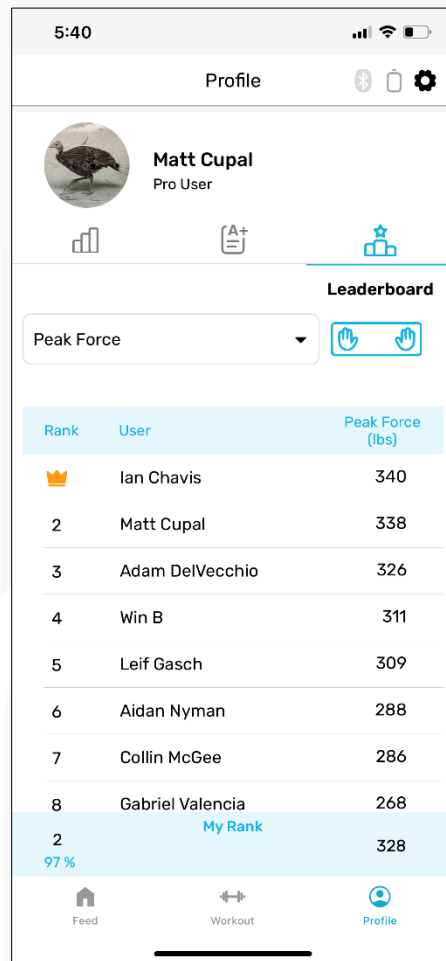 5:40
Profile
Matt Cupal
Pro User
A+
Leaderboard
Peak Force
Rank User Peak Force
(lbs)
Ian Chavis 340
2 Matt Cupal 338
3 Adam DelVecchio 326
4 Win B 311
5 Leif Gasch 309
6 Aidan Nyman 288
7 Collin McGee 286
8 Gabriel Valencia 268
My Rank
2 328
97 %
Feed Workout Profile